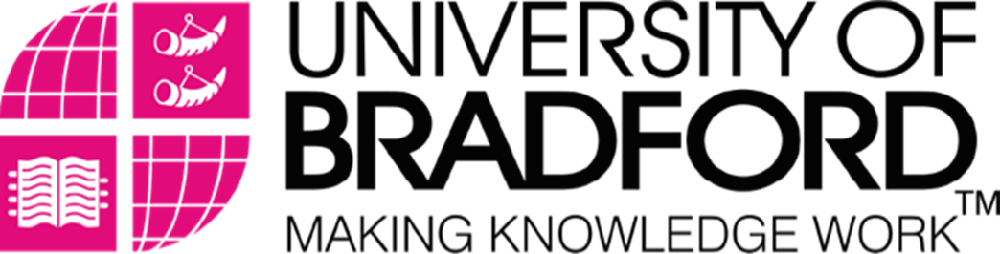 UNIVERSITY OF
BRADFORD
MAKING KNOWLEDGE WORK™